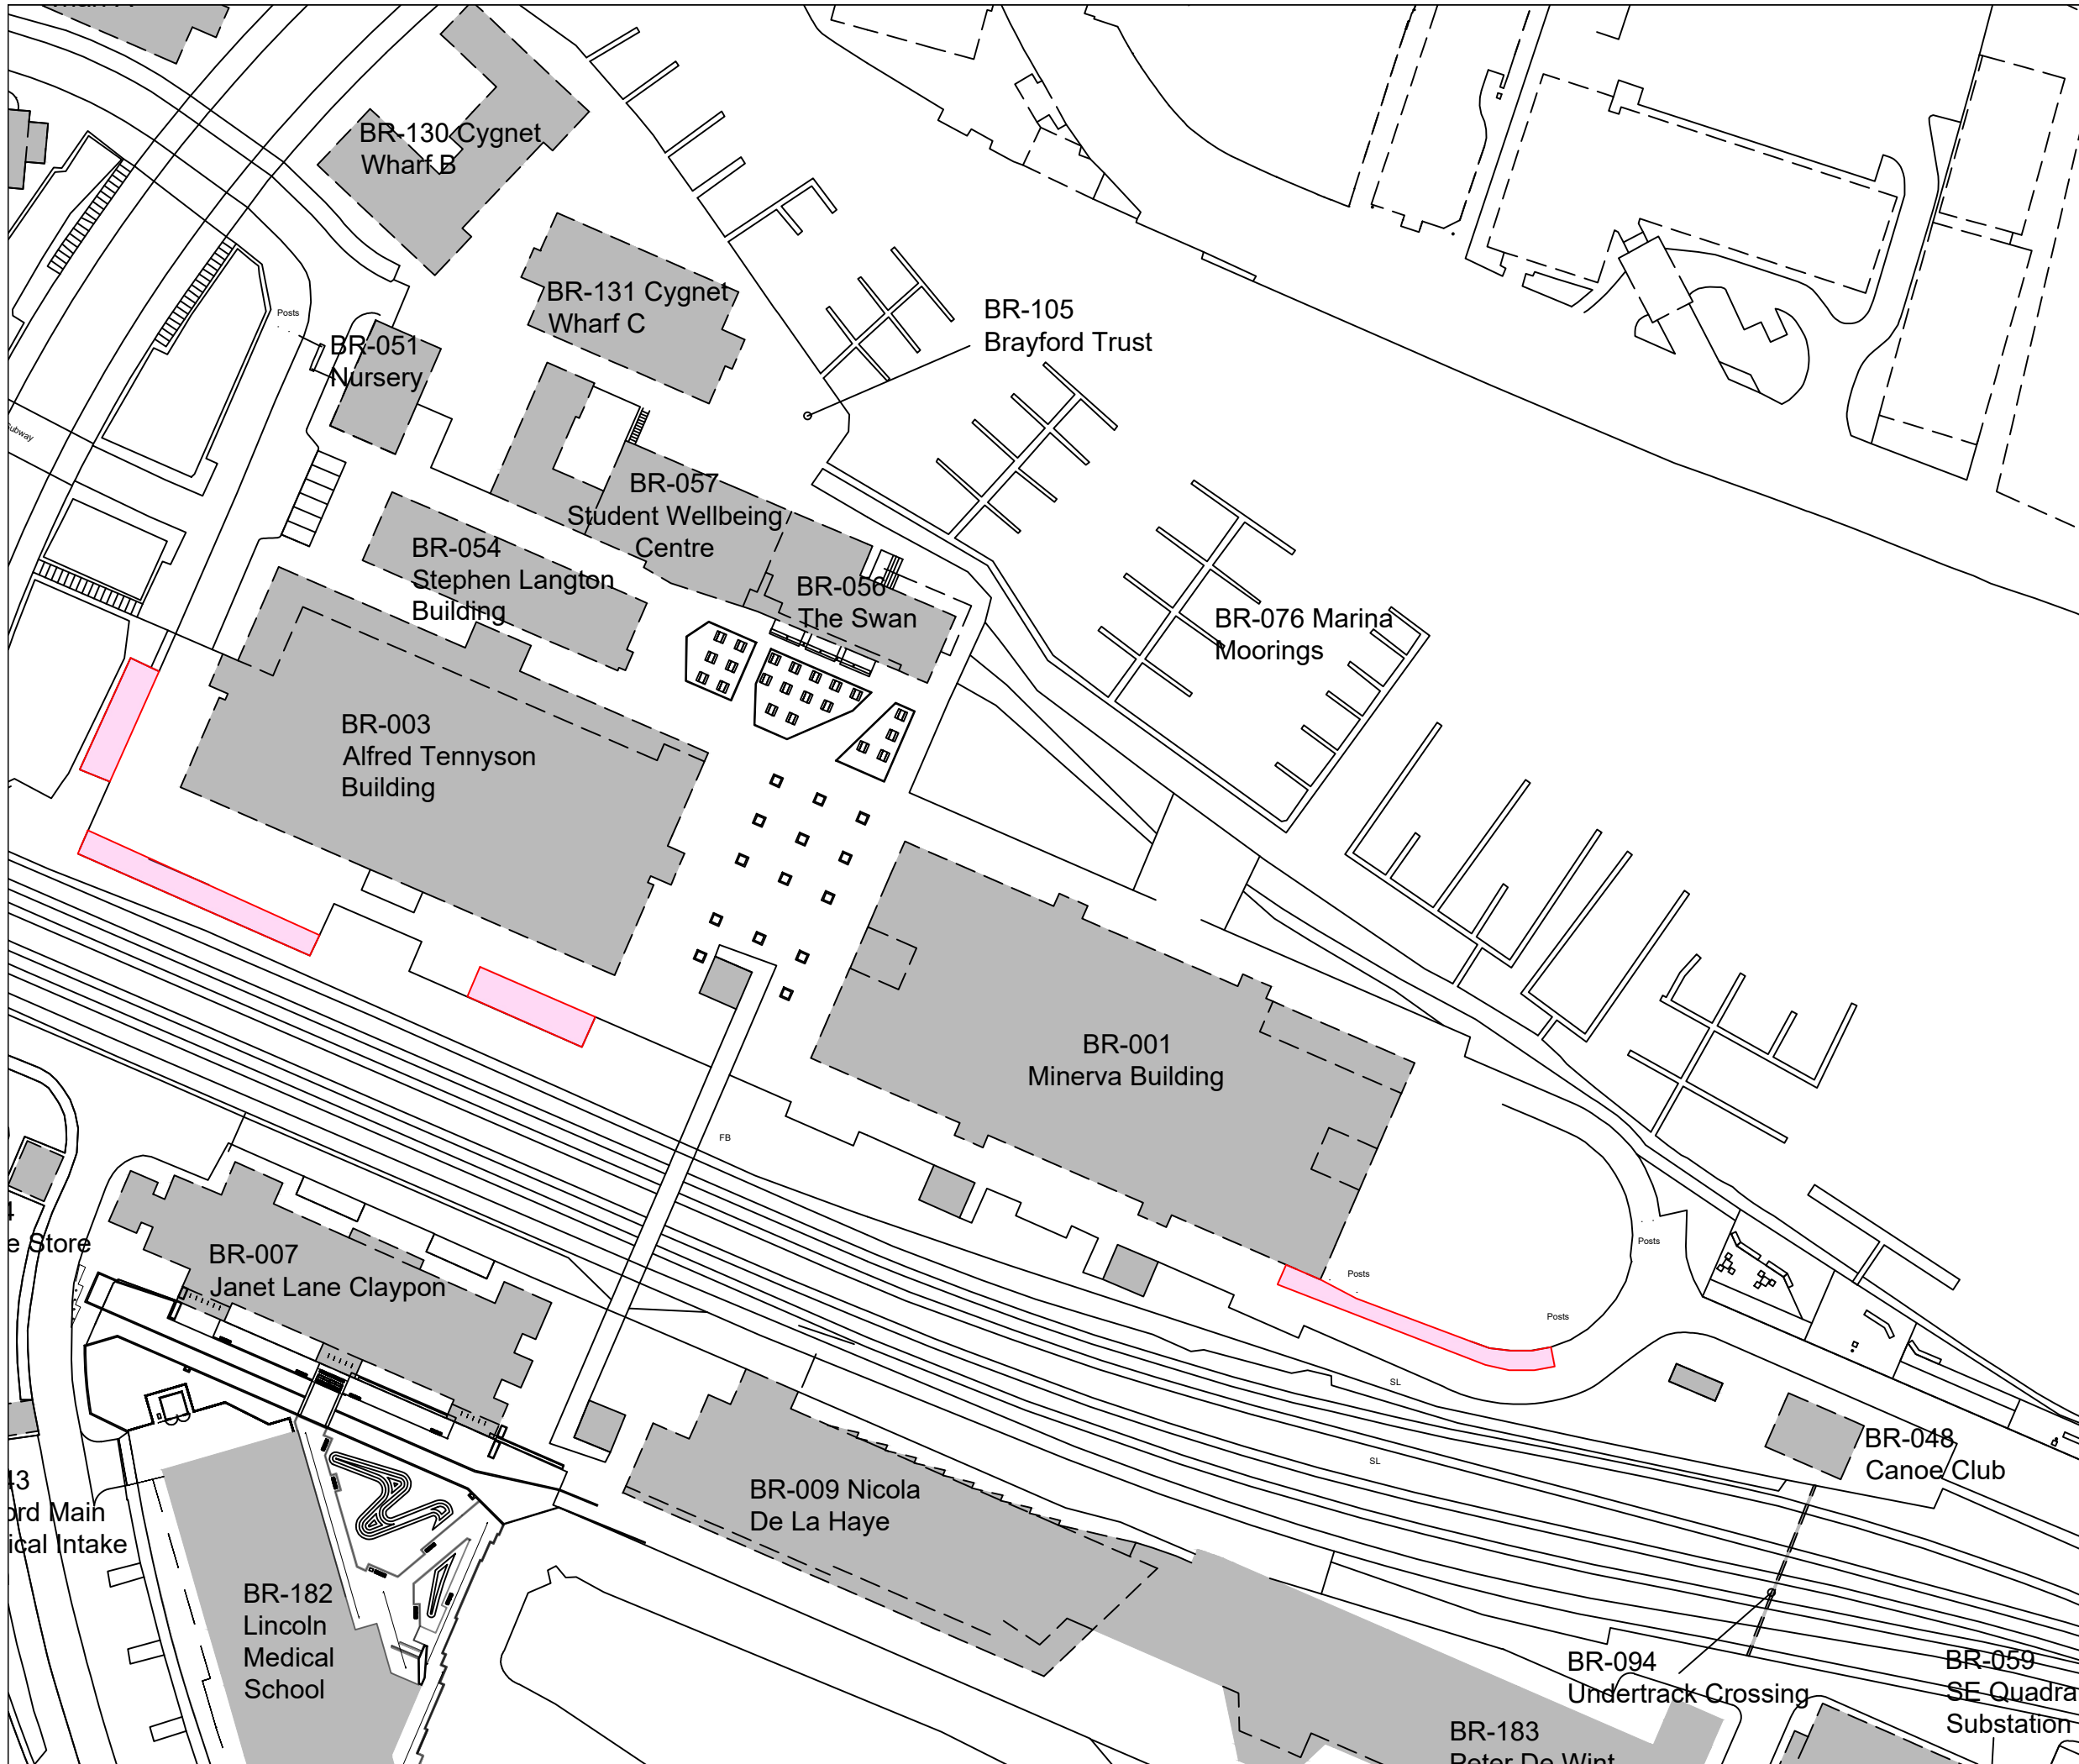 BR-130 Cygnet
Wharf B
BR-131 Cygnet
Wharf C
BR-105
Brayford Trust
Posts
BR-051
Nursery
Subway
BR-057
Student Wellbeing
Centre
BR-054
Stephen Langton
Building
BR-056
The Swan
BR-076 Marina
Moorings
BR-003
Alfred Tennyson
Building
BR-001
Minerva Building
FB
Posts
Posts
Posts
e Store
BR-007
Janet Lane Claypon
SL
SL
BR-048
Canoe Club
43
ord Main
ical Intake
BR-009 Nicola
De La Haye
BR-182
Lincoln
Medical
School
BR-094
Undertrack Crossing
BR-059
SE Quadra
Substation
BR-183
Peter De Wint